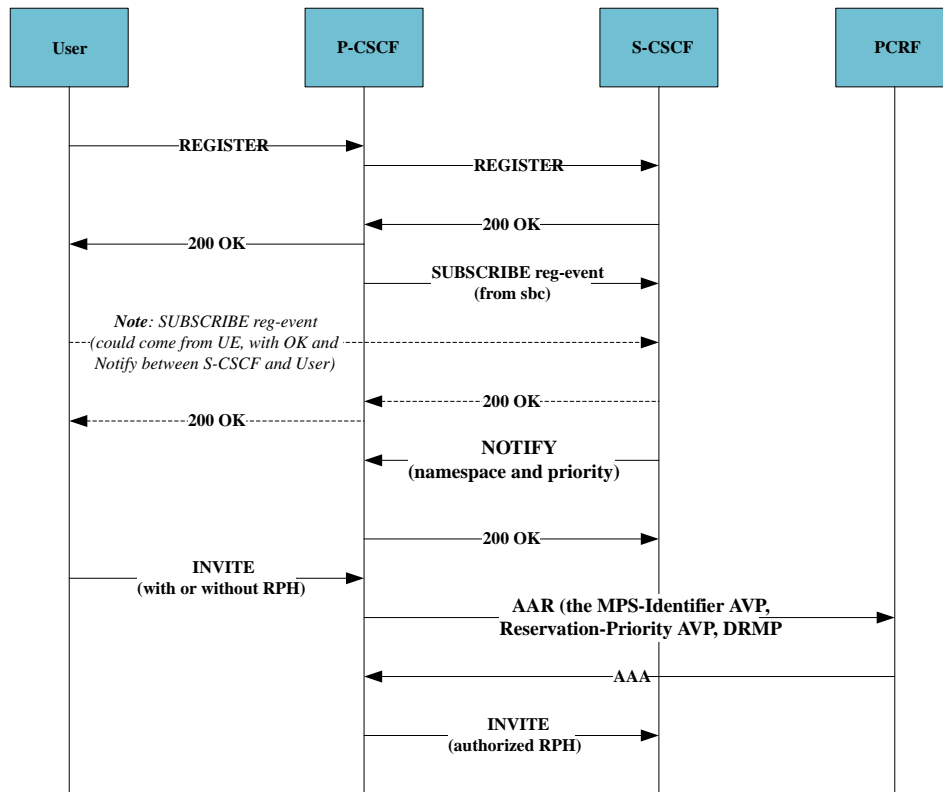 User
P-CSCF
S-CSCF
PCRF
REGISTER
REGISTER
200 OK
200 OK
SUBSCRIBE reg-event
(from sbc)
Note: SUBSCRIBE reg-event
(could come from UE, with OK and
Notify between S-CSCF and User)
200 OK
200 OK
NOTIFY
(namespace and priority)
200 OK
INVITE
(with or without RPH)
AAR (the MPS-Identifier AVP,
Reservation-Priority AVP, DRMP
AAA
INVITE
(authorized RPH)